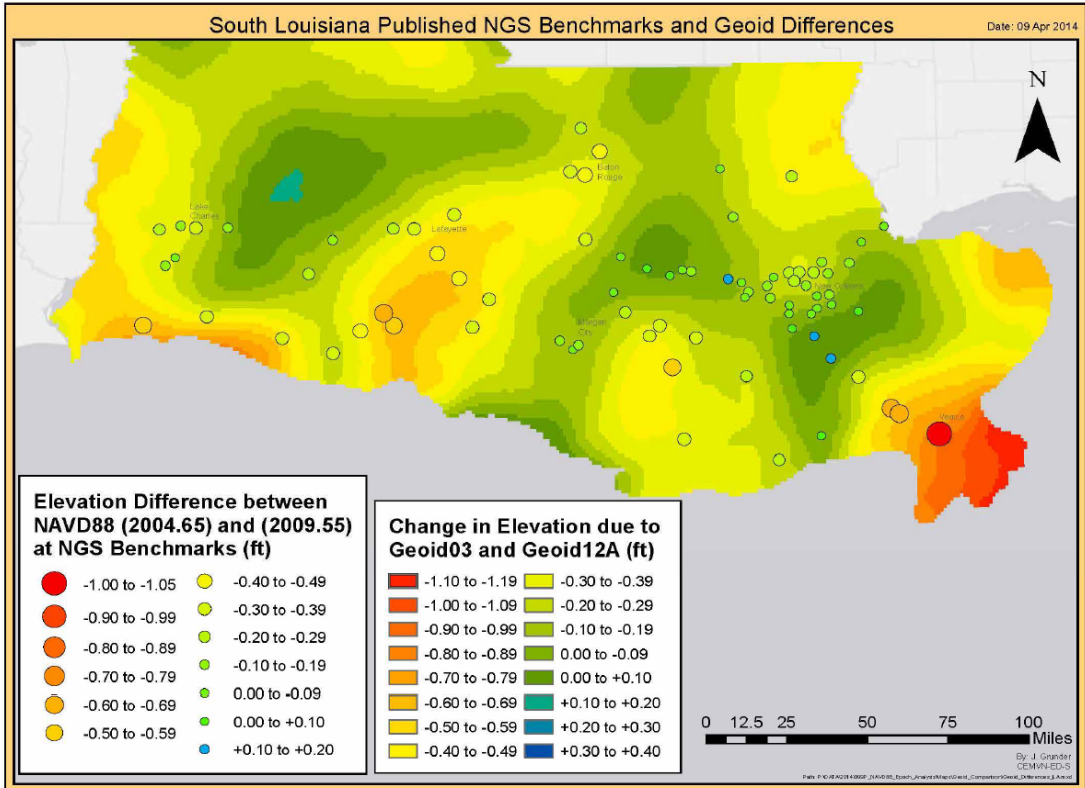 South Louisiana Published NGS Benchmarks and Geoid Differences
Date: 09 Apr 2014
N
Baton
Rouge
Lake
Charles
Lafayette
New Orleans
Morgan
City
Venice
Elevation Difference between
NAVD88 (2004.65) and (2009.55)
at NGS Benchmarks (ft)
-1.00 to -1.05
-0.90 to -0.99
-0.80 to -0.89
-0.70 to -0.79
-0.60 to -0.69
-0.50 to -0.59
-0.40 to -0.49
-0.30 to -0.39
-0.20 to -0.29
-0.10 to -0.19
0.00 to -0.09
0.00 to +0.10
+0.10 to +0.20
Change in Elevation due to
Geoid03 and Geoid12A (ft)
-1.10 to -1.19
-1.00 to -1.09
-0.90 to -0.99
-0.80 to -0.89
-0.70 to -0.79
-0.60 to -0.69
-0.50 to -0.59
-0.40 to -0.49
-0.30 to -0.39
-0.20 to -0.29
-0.10 to -0.19
0.00 to -0.09
0.00 to +0.10
+0.10 to +0.20
+0.20 to +0.30
+0.30 to +0.40
0 12.5 25 50 75 100
Miles
By: J. Grunder
CEMVN-ED-S